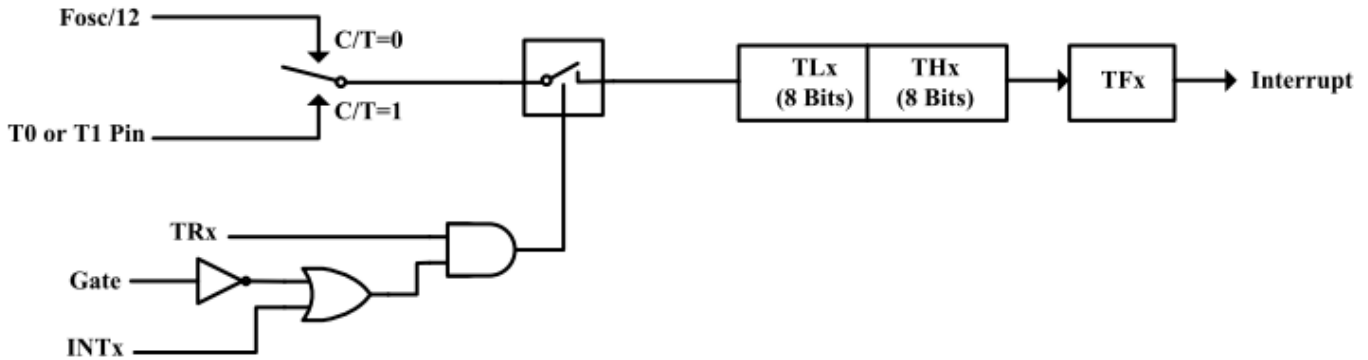 Fosc/12
C/T=0
TLx
(8 Bits)
THx
(8 Bits)
TFx
Interrupt
C/T=1
T0 or T1 Pin
TRx
Gate
INTx